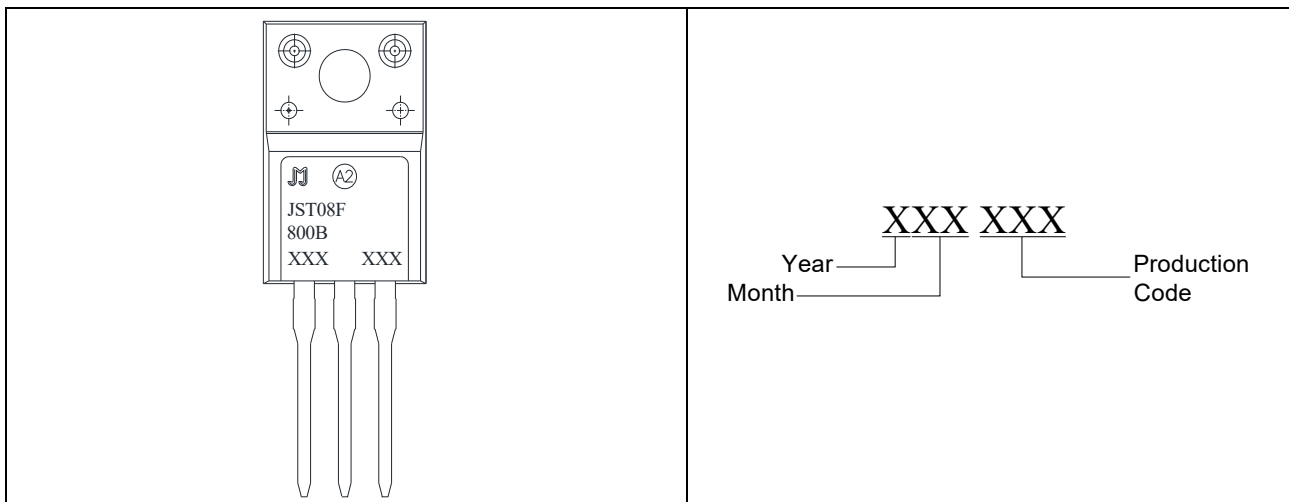 JJ A2
JST08F
800B
XXX XXX
XXX XXX
Year
Month
Production
Code